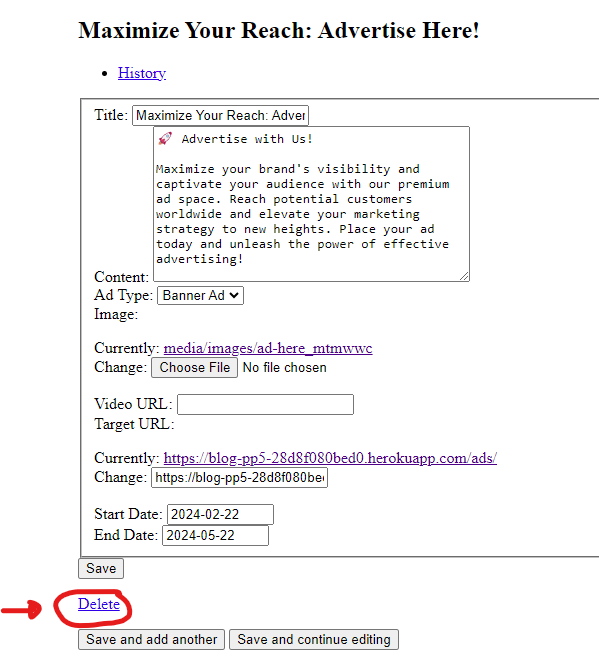 Maximize Your Reach: Advertise Here!
History
Title: Maximize Your Reach: Adver
🚀 Advertise with Us!
Maximize your brand's visibility and
captivate your audience with our premium
ad space. Reach potential customers
worldwide and elevate your marketing
strategy to new heights. Place your ad
today and unleash the power of effective
advertising!
Content:
Ad Type: Banner Ad
Image:
Currently: media/images/ad-here_mtmwwc
Change: Choose File No file chosen
Video URL:
Target URL:
Currently: https://blog-pp5-28d8f080bed0.herokuapp.com/ads/
Change: https://blog-pp5-28d8f080bed
Start Date: 2024-02-22
End Date: 2024-05-22
Save
Delete
Save and add another Save and continue editing